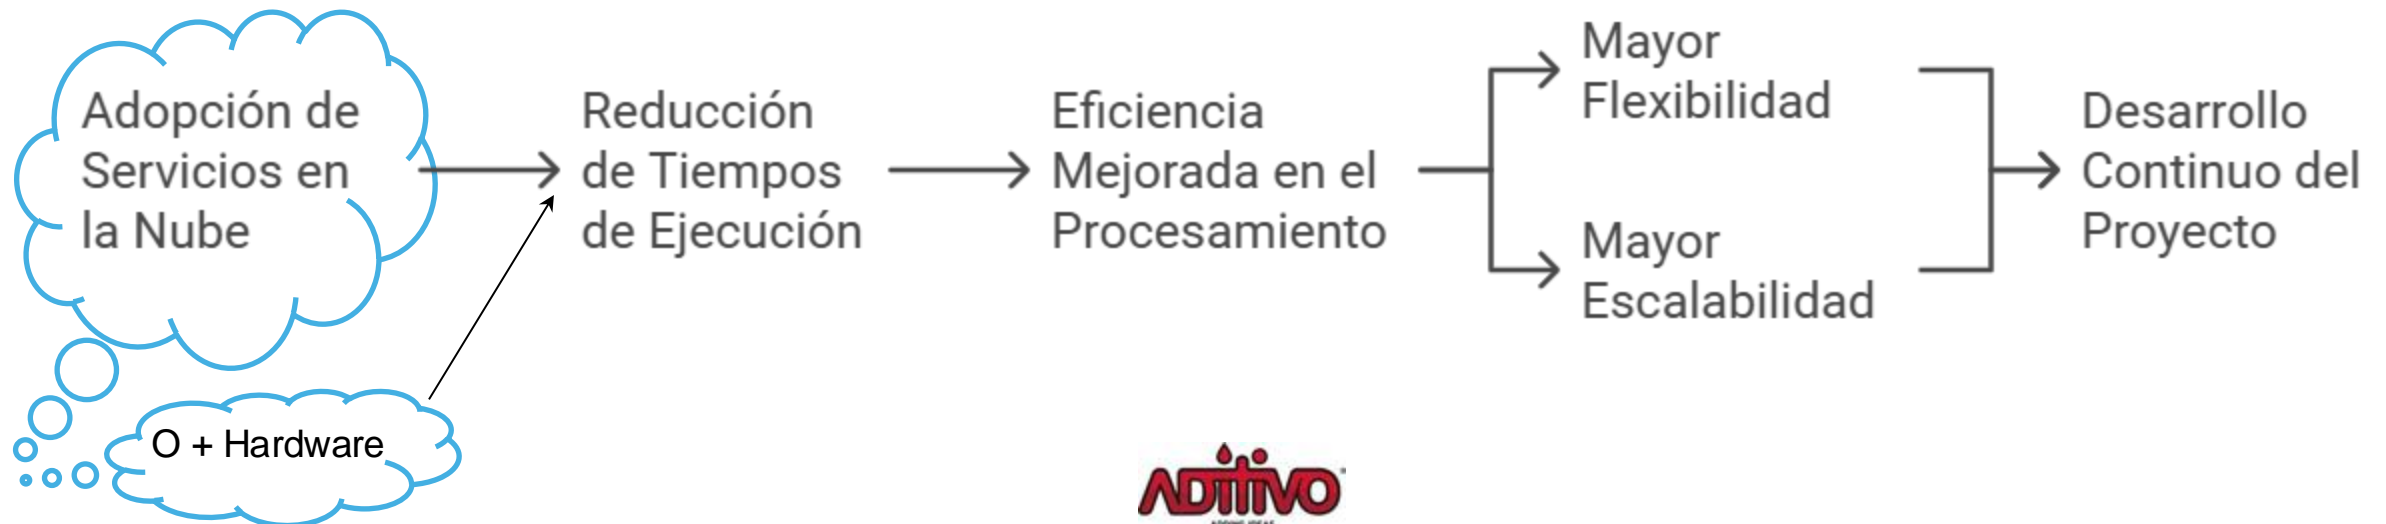 Adopción de
Servicios en
la Nube
O + Hardware
Reducción
de Tiempos
de Ejecución
Eficiencia
Mejorada en el
Procesamiento
Mayor
Flexibilidad
Mayor
Escalabilidad
Desarrollo
Continuo del
Proyecto
ADITIVO